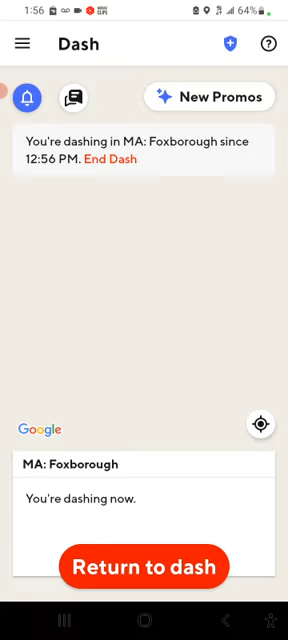 1:56
64%
Dash
New Promos
You're dashing in MA: Foxborough since
12:56 PM. End Dash
Google
MA: Foxborough
You're dashing now.
Return to dash